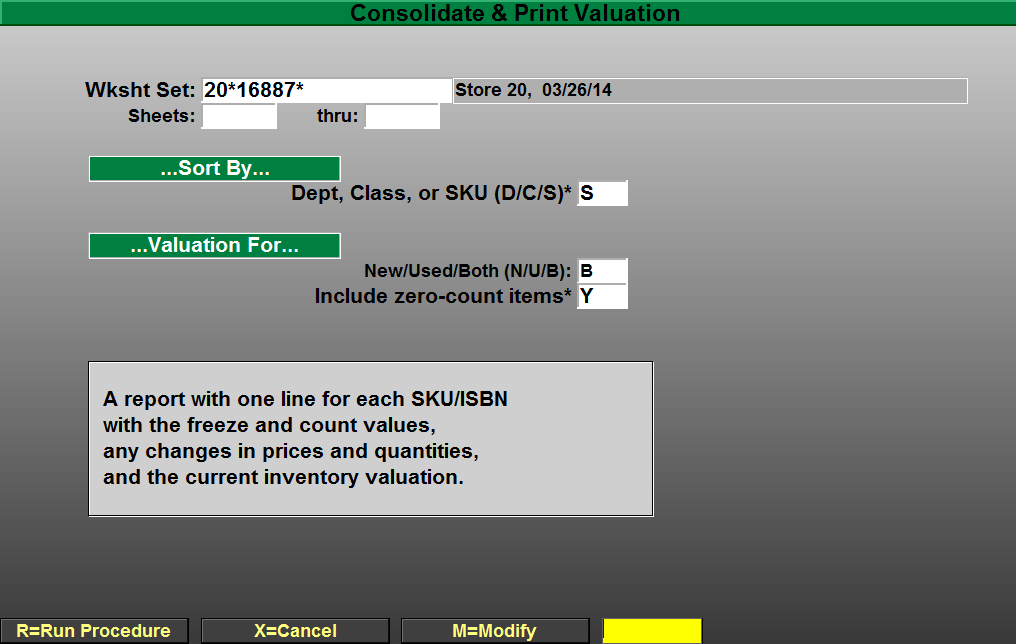 Consolidate & Print Valuation
Wksht Set: 20*16887* Store 20, 03/26/14
Sheets: thru:
...Sort By...
Dept, Class, or SKU (D/C/S)* S
...Valuation For...
New/Used/Both (N/U/B): B
Include zero-count items* Y
A report with one line for each SKU/ISBN
with the freeze and count values,
any changes in prices and quantities,
and the current inventory valuation.
R=Run Procedure X=Cancel M=Modify